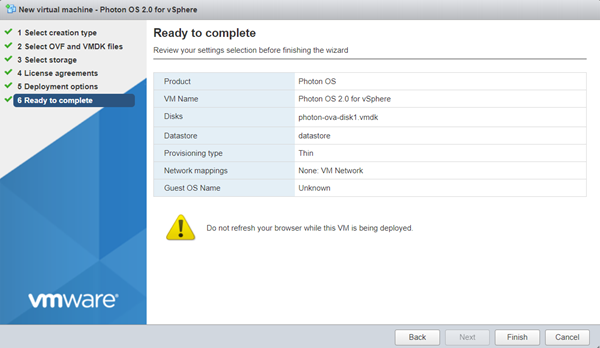 New virtual machine - Photon OS 2.0 for vSphere
1 Select creation type
2 Select OVF and VMDK files
3 Select storage
4 License agreements
5 Deployment options
6 Ready to complete
vmware®
Ready to complete
Review your settings selection before finishing the wizard
Product Photon OS
VM Name Photon OS 2.0 for vSphere
Disks photon-ova-disk1.vmdk
Datastore datastore
Provisioning type Thin
Network mappings None: VM Network
Guest OS Name Unknown
Do not refresh your browser while this VM is being deployed.
Back Next Finish Cancel